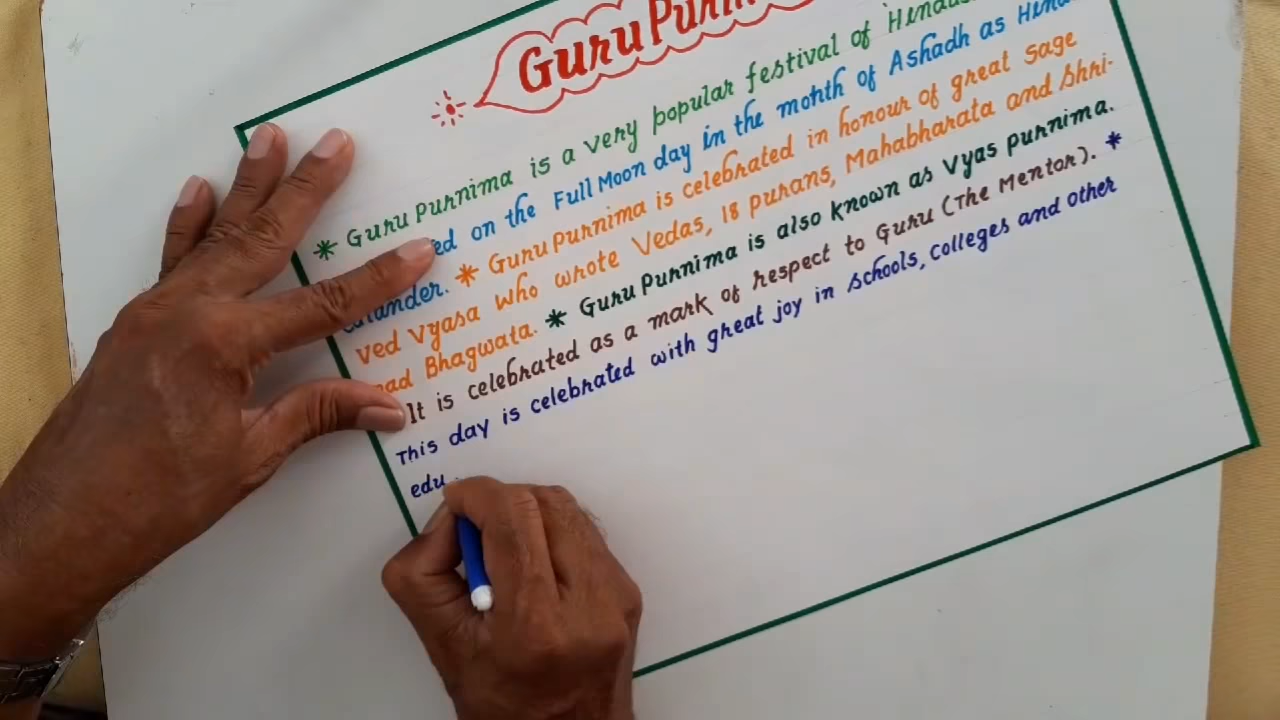 Guru Purnim
* Guru Purnima is a very popular festival of Hindus
ed on the Full Moon day in the month of Ashadh as Hindu
calander. * Guru Purnima is celebrated in honour of great sage
Ved Vyasa who wrote Vedas, 18 purans, Mahabharata and Shri-
mad Bhagwata. * Guru Purnima is also known as Vyas purnima.
It is celebrated as a mark of respect to Guru (The Mentor). *
This day is celebrated with great joy in schools, colleges and other
edu